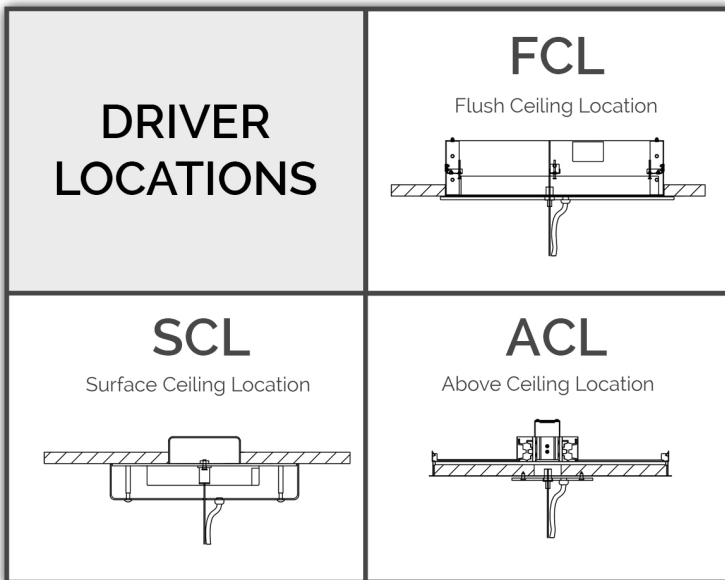 DRIVER
LOCATIONS
FCL
Flush Ceiling Location
SCL
Surface Ceiling Location
ACL
Above Ceiling Location